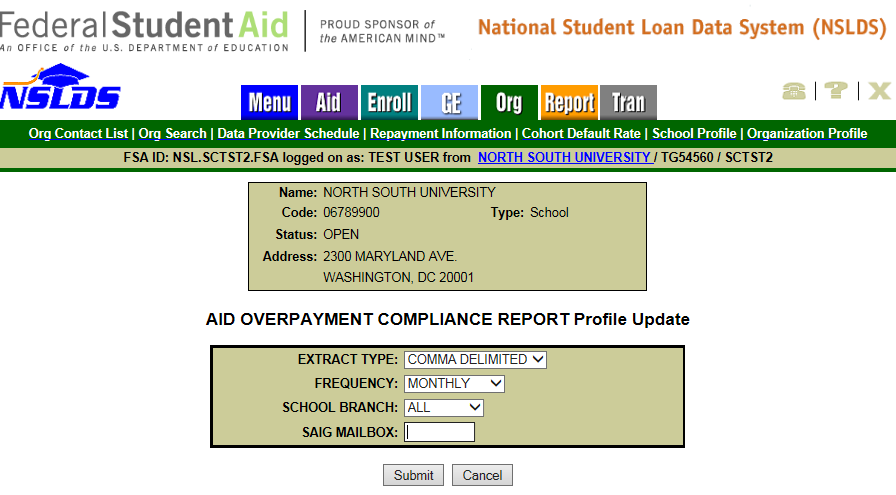 Federal Student Aid
An OFFICE of the U.S. DEPARTMENT of EDUCATION
PROUD SPONSOR of
the AMERICAN MIND™
National Student Loan Data System (NSLDS)
NSLDS
Menu Aid Enroll GE Org Report Tran
? X
Org Contact List | Org Search | Data Provider Schedule | Repayment Information | Cohort Default Rate | School Profile | Organization Profile
FSA ID: NSL.SCTST2.FSA logged on as: TEST USER from NORTH SOUTH UNIVERSITY / TG54560 / SCTST2
Name: NORTH SOUTH UNIVERSITY
Code: 06789900 Type: School
Status: OPEN
Address: 2300 MARYLAND AVE.
WASHINGTON, DC 20001
AID OVERPAYMENT COMPLIANCE REPORT Profile Update
EXTRACT TYPE: COMMA DELIMITED
FREQUENCY: MONTHLY
SCHOOL BRANCH: ALL
SAIG MAILBOX:
Submit Cancel